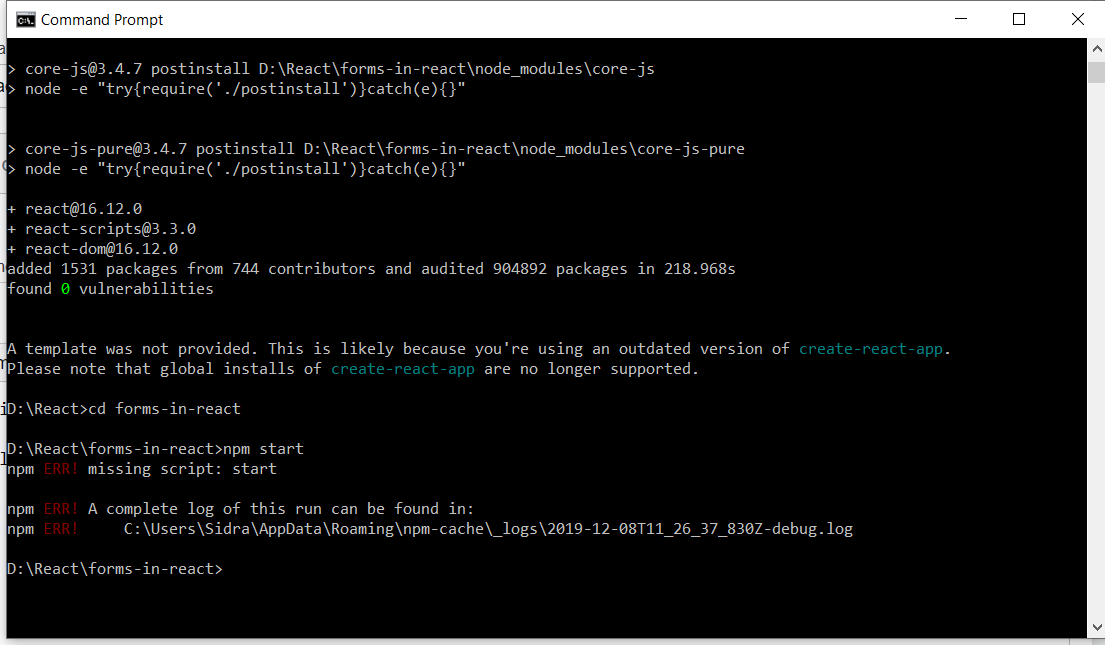 Command Prompt
> core-js@3.4.7 postinstall D:\React\forms-in-react\node_modules\core-js
> node -e "try{require('./postinstall')}catch(e){}"
> core-js-pure@3.4.7 postinstall D:\React\forms-in-react\node_modules\core-js-pure
> node -e "try{require('./postinstall')}catch(e){}"
+ react@16.12.0
+ react-scripts@3.3.0
+ react-dom@16.12.0
added 1531 packages from 744 contributors and audited 904892 packages in 218.968s
found 0 vulnerabilities
A template was not provided. This is likely because you're using an outdated version of create-react-app.
Please note that global installs of create-react-app are no longer supported.
D:\React>cd forms-in-react
D:\React\forms-in-react>npm start
npm ERR! missing script: start
npm ERR! A complete log of this run can be found in:
npm ERR!     C:\Users\Sidra\AppData\Roaming\npm-cache\_logs\2019-12-08T11_26_37_830Z-debug.log
D:\React\forms-in-react>